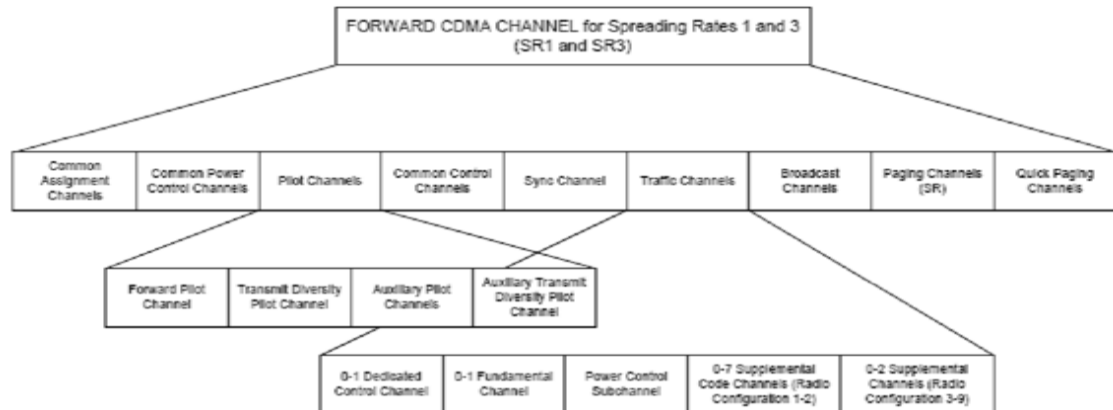 FORWARD CDMA CHANNEL for Spreading Rates 1 and 3
(SR1 and SR3)
Common
Assignment
Channels
Common Power
Control Channels
Pilot Channels
Common Control
Channels
Sync Channel
Traffic Channels
Broadcast
Channels
Paging Channels
(SR)
Quick Paging
Channels
Forward Pilot
Channel
Transmit Diversity
Pilot Channel
Auxiliary Pilot
Channels
Auxiliary Transmit
Diversity Pilot
Channel
0-1 Dedicated
Control Channel
0-1 Fundamental
Channel
Power Control
Subchannel
0-7 Supplemental
Code Channels (Radio
Configuration 1-2)
0-2 Supplemental
Channels (Radio
Configuration 3-9)